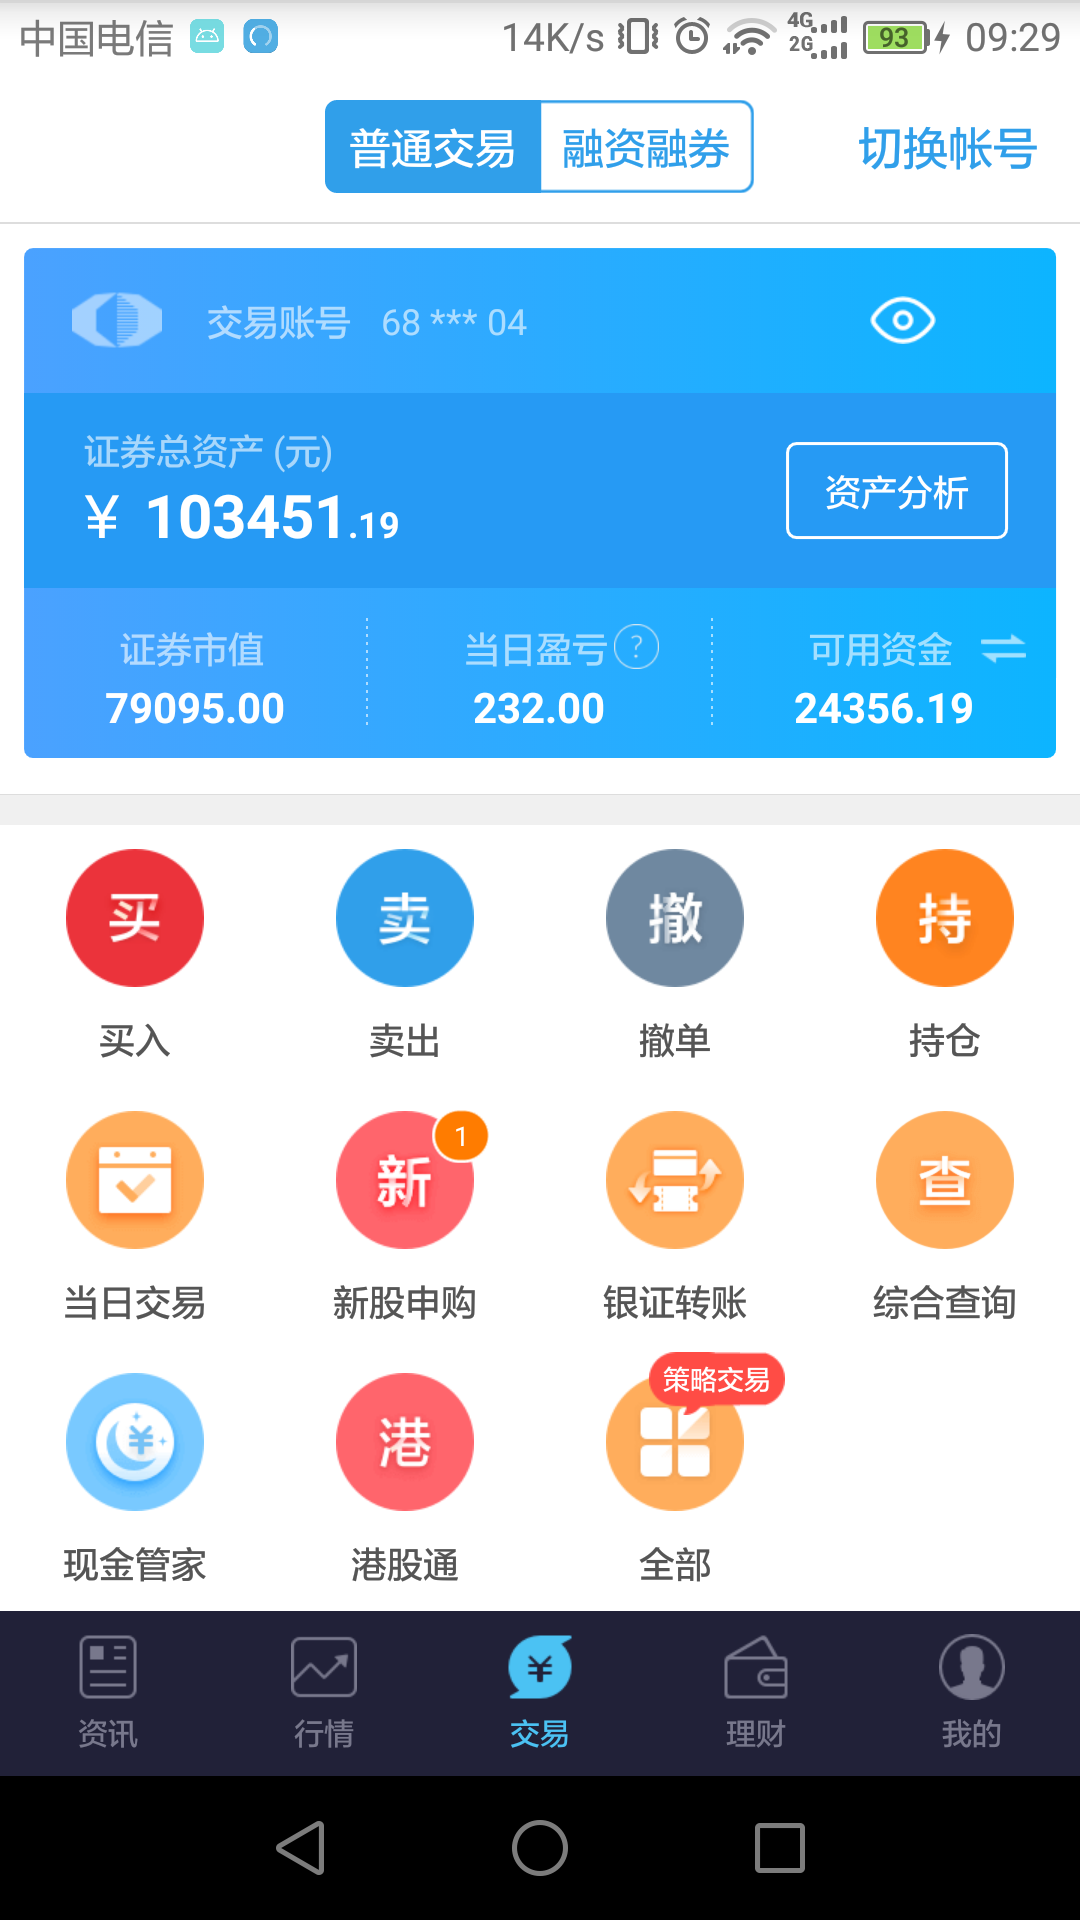 中国电信 14K/s 4G 2G 93 09:29
普通交易 融资融券 切换帐号
交易账号 68 *** 04
证券总资产 (元)
¥ 103451.19 资产分析
证券市值 当日盈亏 ? 可用资金
79095.00 232.00 24356.19
买 卖 撤 持
买入 卖出 撤单 持仓
新 1 查
当日交易 新股申购 银证转账 综合查询
策略交易
¥ 港
现金管家 港股通 全部
¥
资讯 行情 交易 理财 我的